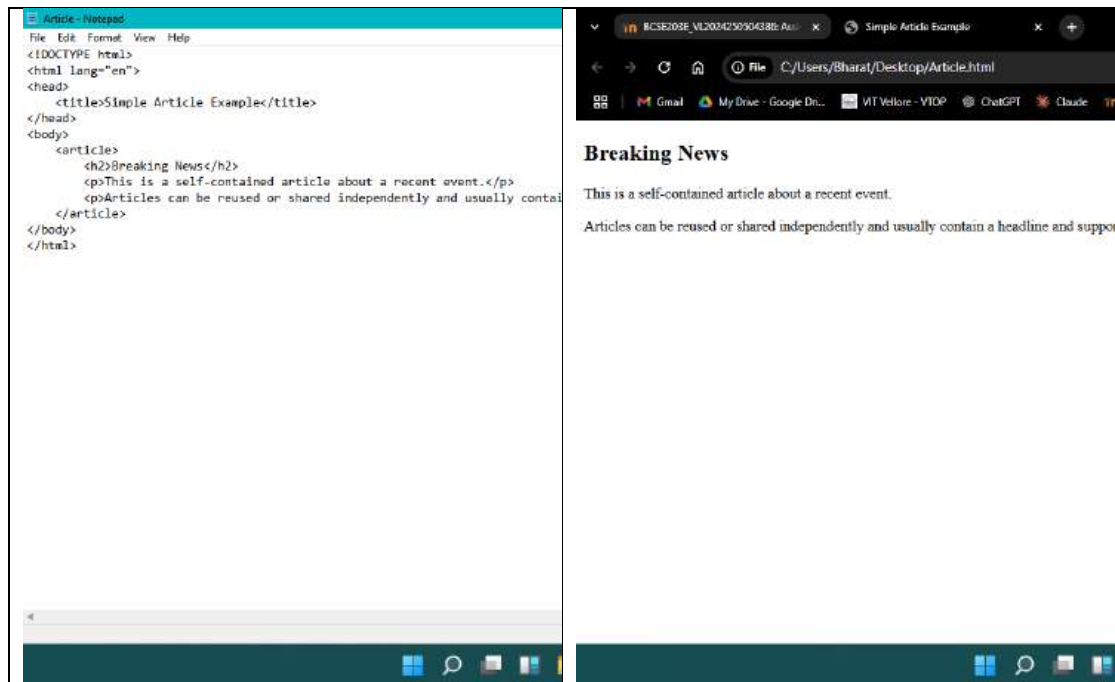 Article - Notepad
File Edit Format View Help
<!DOCTYPE html>
<html lang="en">
<head>
<title>Simple Article Example</title>
</head>
<body>
<article>
<h2>Breaking News</h2>
<p>This is a self-contained article about a recent event.</p>
<p>Articles can be reused or shared independently and usually contai
</article>
</body>
</html>
Simple Article Example
File C:/Users/Bharat/Desktop/Article.html
Gmail My Drive - Google Dri... VIT Vellore - VTOP ChatGPT Claude
Breaking News
This is a self-contained article about a recent event.
Articles can be reused or shared independently and usually contain a headline and suppor